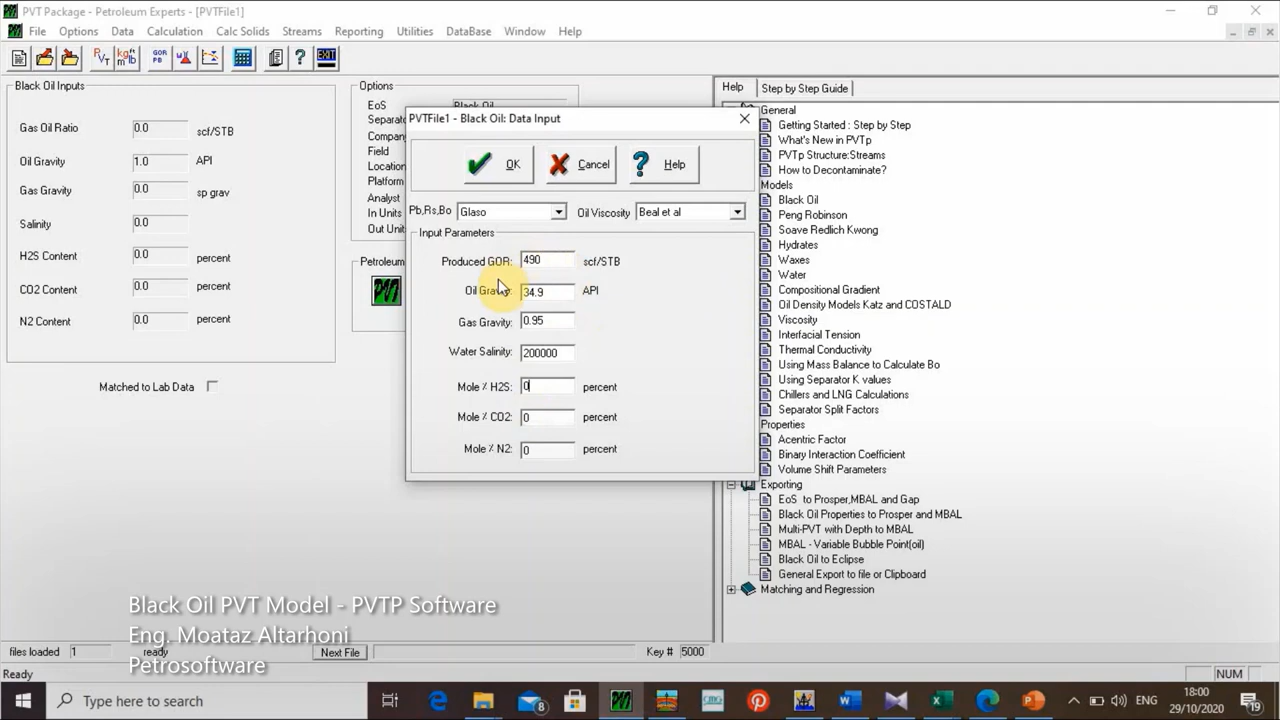 PVT Package - Petroleum Experts - [PVTFile1]
File Options Data Calculation Calc Solids Streams Reporting Utilities DataBase Window Help
Black Oil Inputs
Gas Oil Ratio 0.0 scf/STB
Oil Gravity 1.0 API
Gas Gravity 0.0 sp grav
Salinity 0.0
H2S Content 0.0 percent
CO2 Content 0.0 percent
N2 Content 0.0 percent
Matched to Lab Data
Options
EoS Black Oil
Separato
Company
Field
Location
Platform
Analyst
In Units
Out Unit
Petroleum
PVTFile1 - Black Oil: Data Input
OK Cancel Help
Pb,Rs,Bo Glaso Oil Viscosity Beal et al
Input Parameters
Produced GOR: 490 scf/STB
Oil Gravity: 34.9 API
Gas Gravity: 0.95
Water Salinity: 200000
Mole % H2S: 0 percent
Mole % CO2: 0 percent
Mole % N2: 0 percent
Help Step by Step Guide
General
Getting Started : Step by Step
What's New in PVTp
PVTp Structure:Streams
How to Decontaminate?
Models
Black Oil
Peng Robinson
Soave Redlich Kwong
Hydrates
Waxes
Water
Compositional Gradient
Oil Density Models Katz and COSTALD
Viscosity
Interfacial Tension
Thermal Conductivity
Using Mass Balance to Calculate Bo
Using Separator K values
Chillers and LNG Calculations
Separator Split Factors
Properties
Acentric Factor
Binary Interaction Coefficient
Volume Shift Parameters
Exporting
EoS to Prosper,MBAL and Gap
Black Oil Properties to Prosper and MBAL
Multi-PVT with Depth to MBAL
MBAL - Variable Bubble Point(oil)
Black Oil to Eclipse
General Export to file or Clipboard
Matching and Regression
Black Oil PVT Model - PVTP Software
Eng. Moataz Altarhoni
Petrosoftware
files loaded 1 ready Next File Key # 5000
Ready NUM
Type here to search
8
ENG
18:00
29/10/2020
19